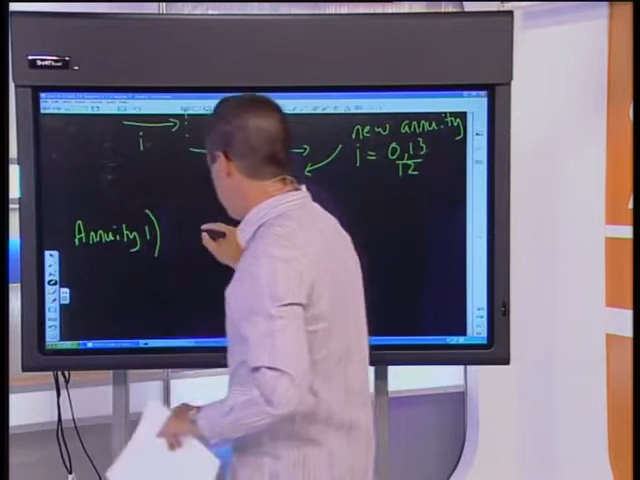 new annuity
i
i = 0,13
12
Annuity 1)